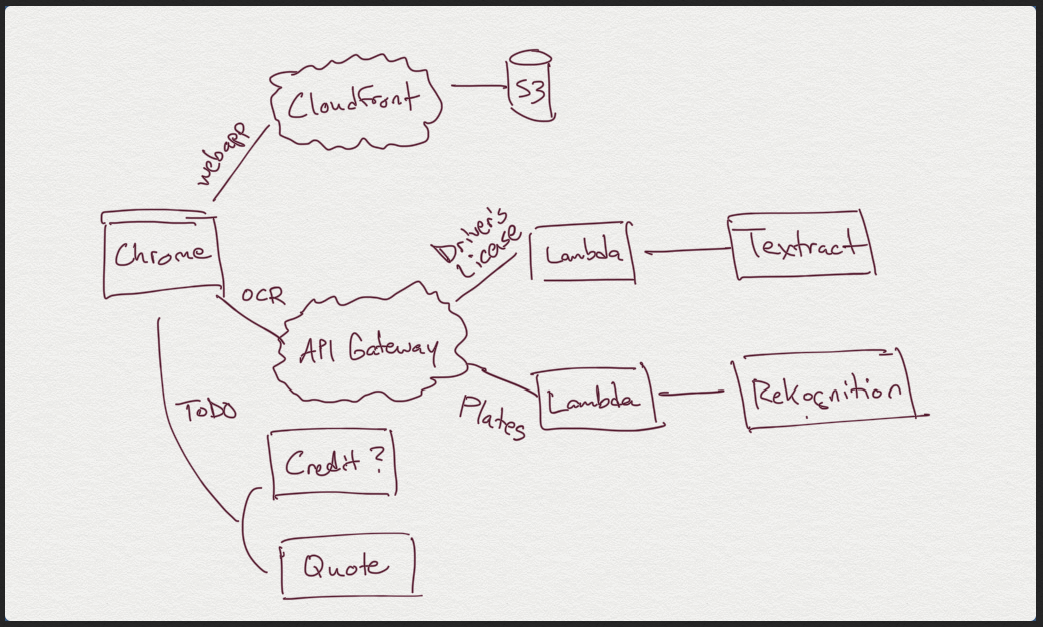 CloudFront
S3
webapp
Chrome
Driver's
License
Lambda
Textract
OCR
API Gateway
Plates
Lambda
Rekognition
TODO
Credit?
Quote